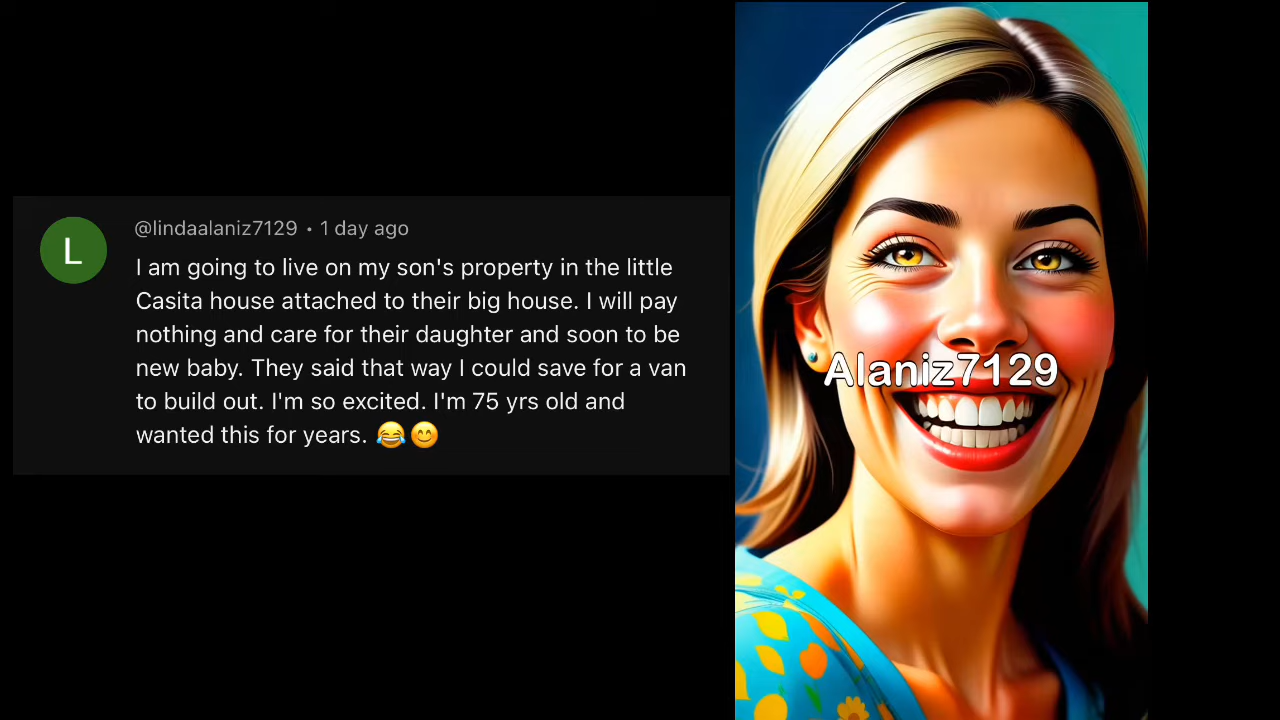 L
@lindaalaniz7129 • 1 day ago
I am going to live on my son's property in the little
Casita house attached to their big house. I will pay
nothing and care for their daughter and soon to be
new baby. They said that way I could save for a van
to build out. I'm so excited. I'm 75 yrs old and
wanted this for years. 😂😊
Alaniz7129